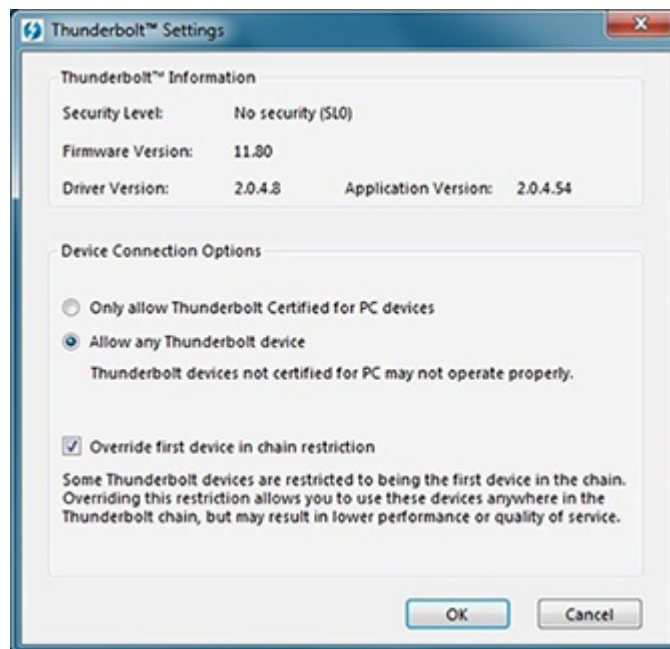 Thunderbolt™ Settings
Thunderbolt™ Information
Security Level: No security (SL0)
Firmware Version: 11.80
Driver Version: 2.0.4.8 Application Version: 2.0.4.54
Device Connection Options
Only allow Thunderbolt Certified for PC devices
Allow any Thunderbolt device
Thunderbolt devices not certified for PC may not operate properly.
Override first device in chain restriction
Some Thunderbolt devices are restricted to being the first device in the chain.
Overriding this restriction allows you to use these devices anywhere in the
Thunderbolt chain, but may result in lower performance or quality of service.
OK Cancel